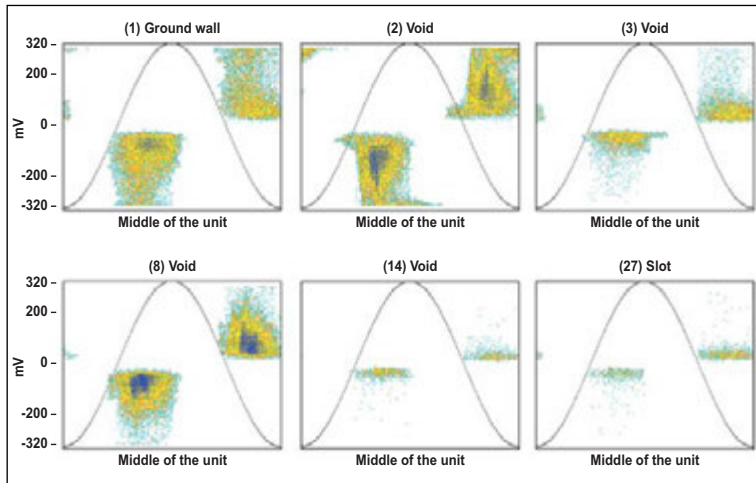 (1) Ground wall
(2) Void
(3) Void
320 –
200 –
0 –
-200 –
-320 –
mV
Middle of the unit
Middle of the unit
Middle of the unit
(8) Void
(14) Void
(27) Slot
320 –
200 –
0 –
-200 –
-320 –
mV
Middle of the unit
Middle of the unit
Middle of the unit